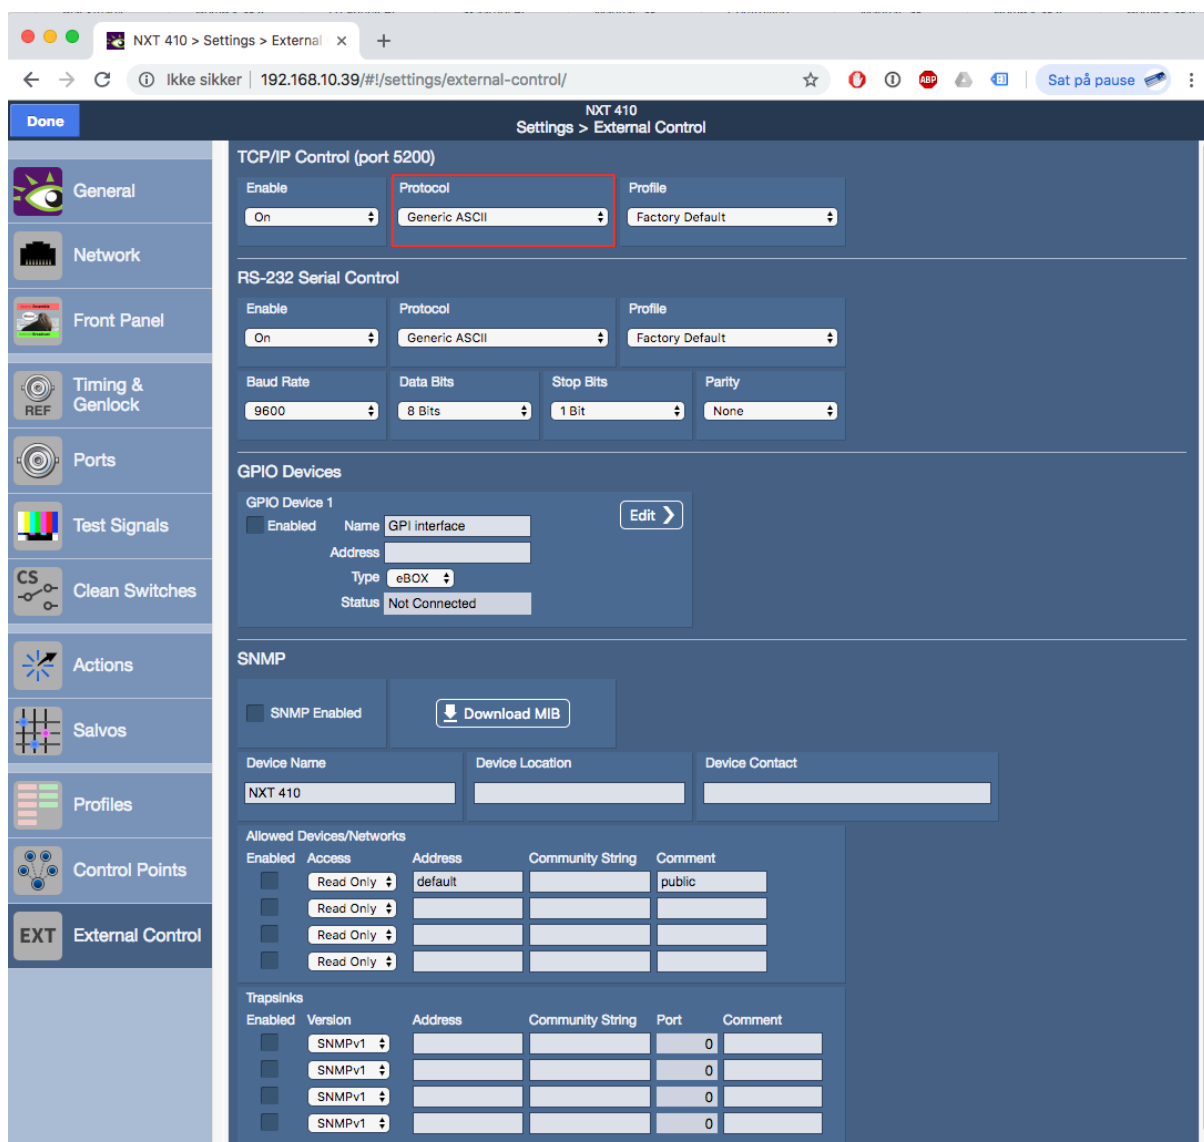 NXT 410 > Settings > External
Ikke sikker | 192.168.10.39/#!/settings/external-control/
ABP
Sat på pause
Done
NXT 410
Settings > External Control
General
Network
Front Panel
REF
Timing & Genlock
Ports
Test Signals
CS
Clean Switches
Actions
Salvos
Profiles
Control Points
EXT
External Control
TCP/IP Control (port 5200)
Enable Protocol Profile
On Generic ASCII Factory Default
RS-232 Serial Control
Enable Protocol Profile
On Generic ASCII Factory Default
Baud Rate Data Bits Stop Bits Parity
9600 8 Bits 1 Bit None
GPIO Devices
GPIO Device 1
Enabled Name GPI interface Edit
Address
Type eBOX
Status Not Connected
SNMP
SNMP Enabled Download MIB
Device Name Device Location Device Contact
NXT 410
Allowed Devices/Networks
Enabled Access Address Community String Comment
Read Only default public
Read Only
Read Only
Read Only
Trapsinks
Enabled Version Address Community String Port Comment
SNMPv1 0
SNMPv1 0
SNMPv1 0
SNMPv1 0